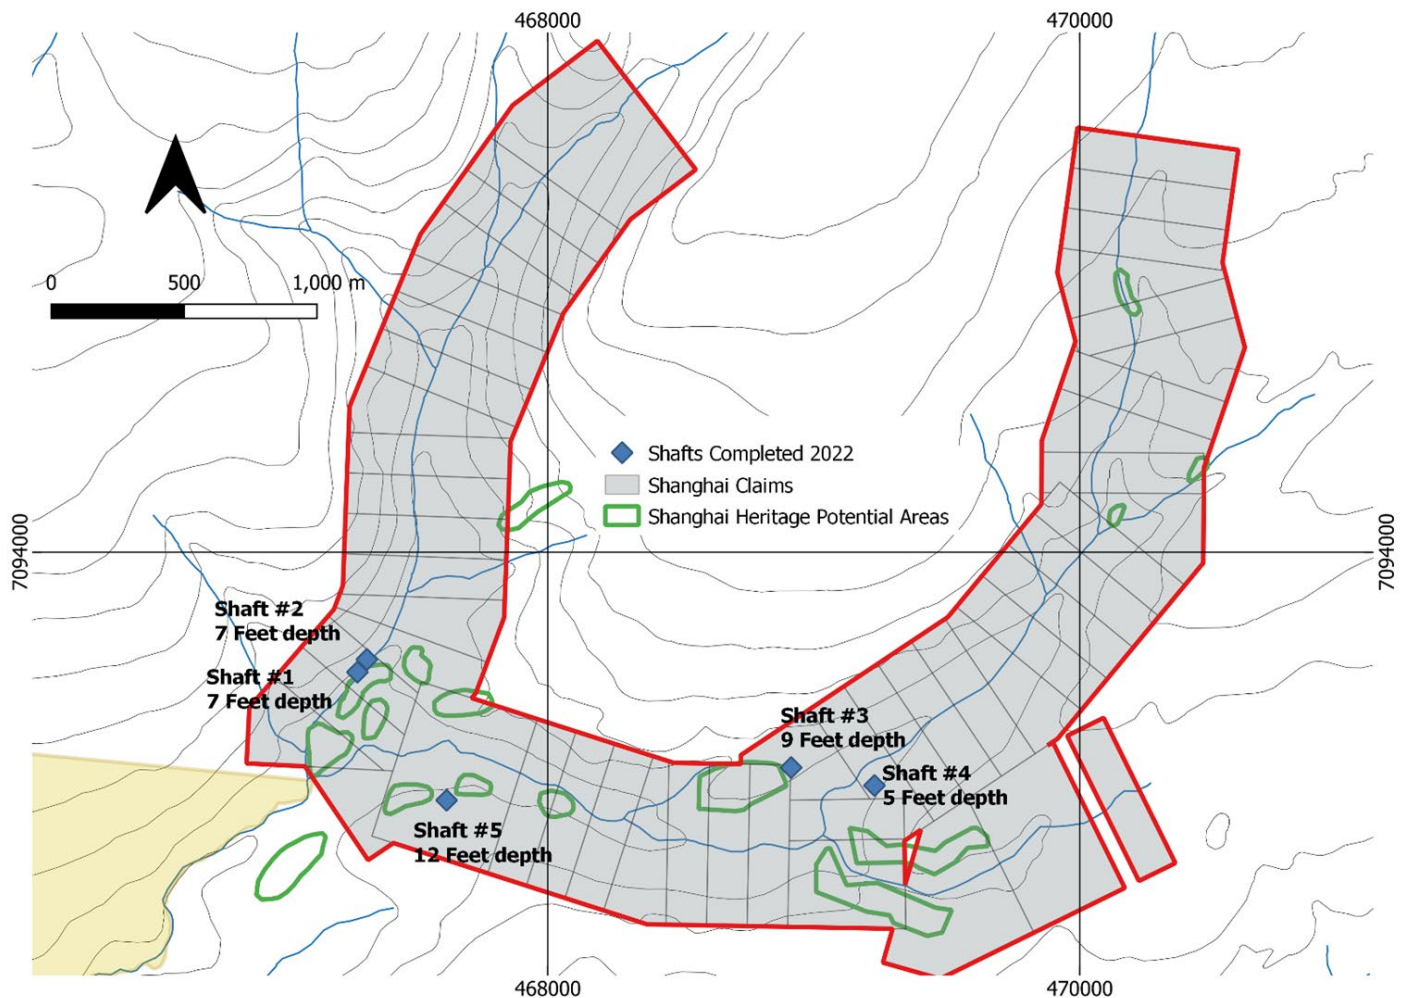 468000
470000
0
500
1,000 m
Shafts Completed 2022
Shanghai Claims
Shanghai Heritage Potential Areas
7094000
7094000
Shaft #2
7 Feet depth
Shaft #1
7 Feet depth
Shaft #3
9 Feet depth
Shaft #4
5 Feet depth
Shaft #5
12 Feet depth
468000
470000